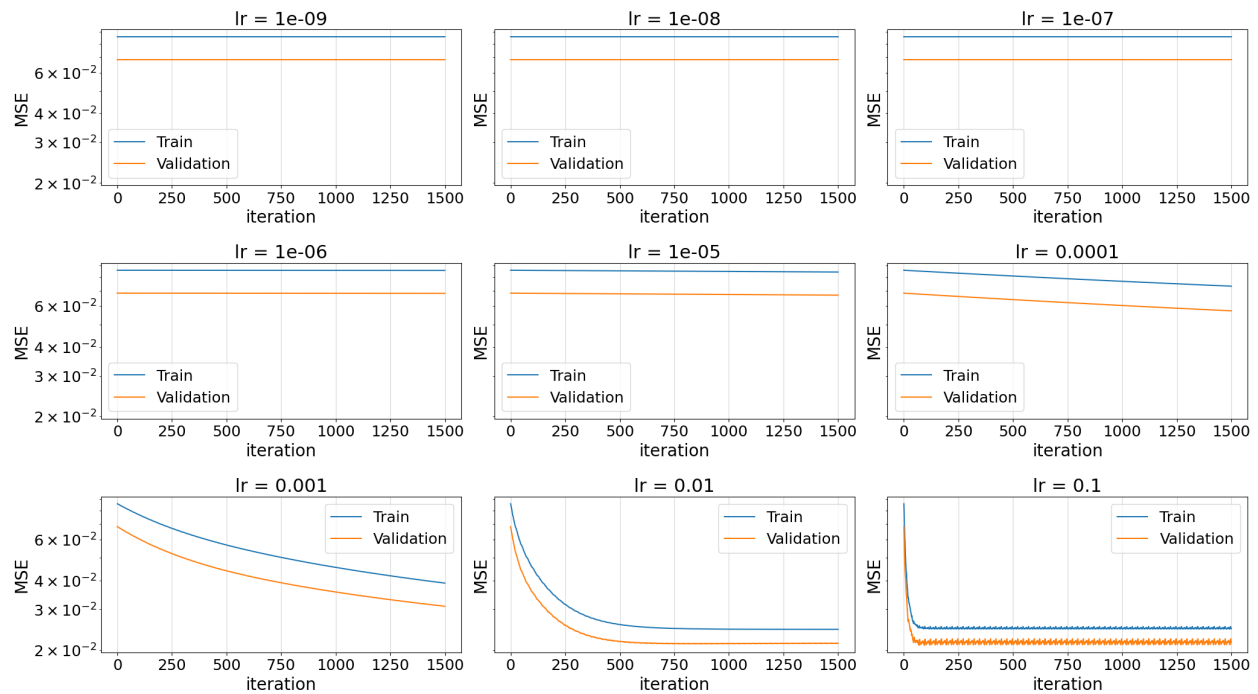 lr = 1e-09
MSE
6 × 10⁻²
4 × 10⁻²
3 × 10⁻²
2 × 10⁻²
Train
Validation
0 250 500 750 1000 1250 1500
iteration
lr = 1e-08
MSE
Train
Validation
0 250 500 750 1000 1250 1500
iteration
lr = 1e-07
MSE
Train
Validation
0 250 500 750 1000 1250 1500
iteration
lr = 1e-06
MSE
6 × 10⁻²
4 × 10⁻²
3 × 10⁻²
2 × 10⁻²
Train
Validation
0 250 500 750 1000 1250 1500
iteration
lr = 1e-05
MSE
Train
Validation
0 250 500 750 1000 1250 1500
iteration
lr = 0.0001
MSE
Train
Validation
0 250 500 750 1000 1250 1500
iteration
lr = 0.001
MSE
6 × 10⁻²
4 × 10⁻²
3 × 10⁻²
2 × 10⁻²
Train
Validation
0 250 500 750 1000 1250 1500
iteration
lr = 0.01
MSE
Train
Validation
0 250 500 750 1000 1250 1500
iteration
lr = 0.1
MSE
Train
Validation
0 250 500 750 1000 1250 1500
iteration